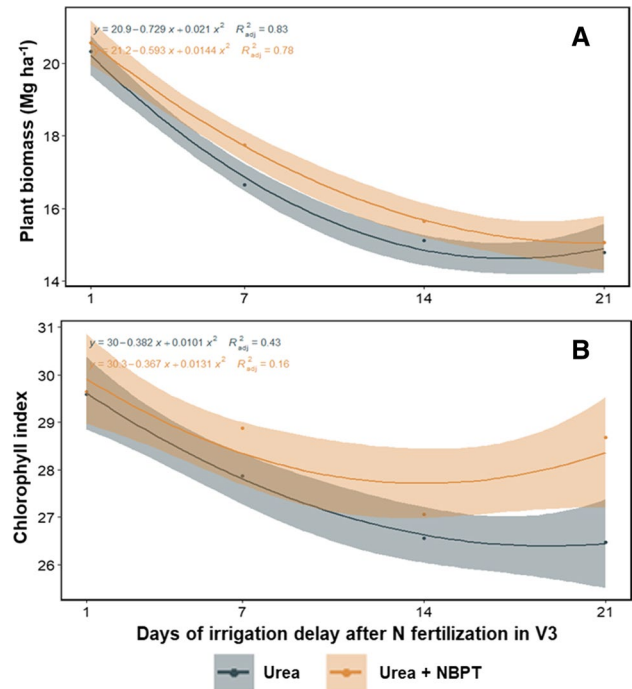 y = 20.9−0.729 x + 0.021 x² R²adj = 0.83
y = 21.2−0.593 x + 0.0144 x² R²adj = 0.78
A
Plant biomass (Mg ha⁻¹)
20
18
16
14
1 7 14 21
y = 30−0.382 x + 0.0101 x² R²adj = 0.43
y = 30.3−0.367 x + 0.0131 x² R²adj = 0.16
B
Chlorophyll index
31
30
29
28
27
26
1 7 14 21
Days of irrigation delay after N fertilization in V3
Urea Urea + NBPT